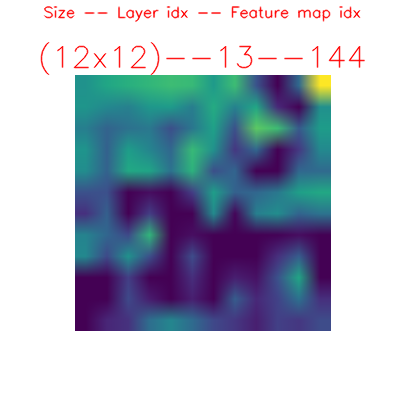 Size -- Layer idx -- Feature map idx
(12x12)--13--144